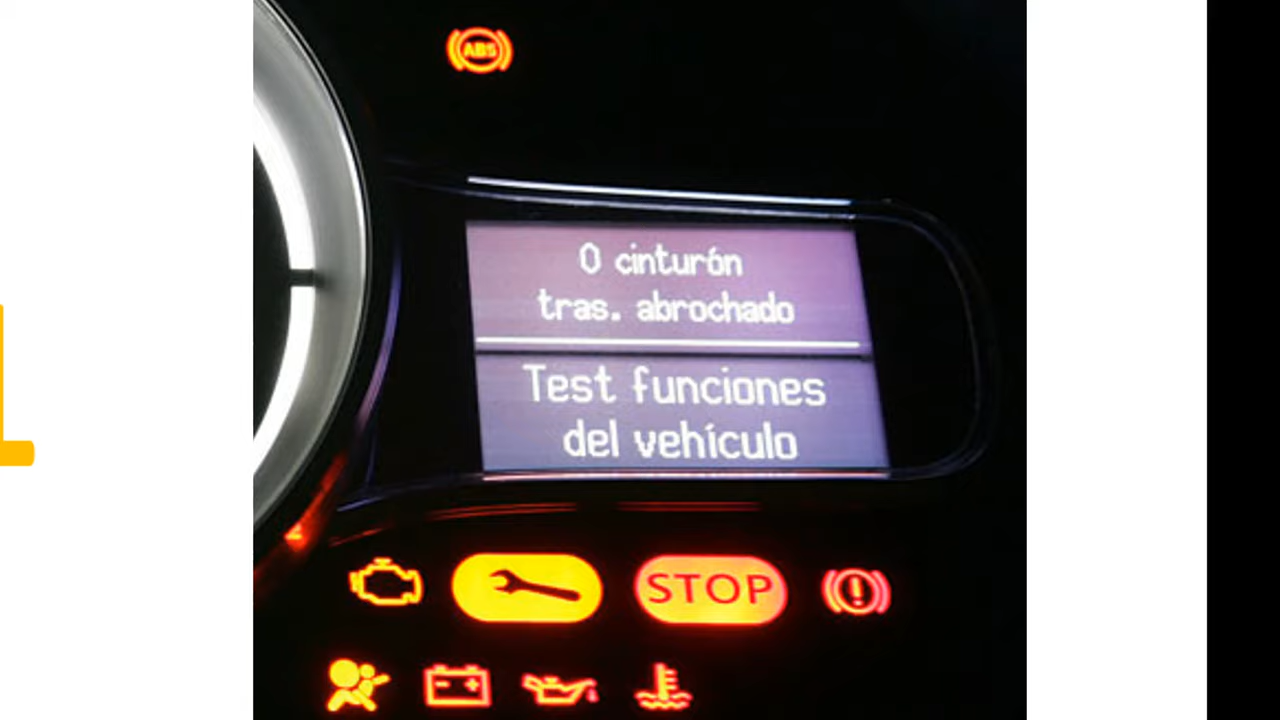 ABS
0 cinturón
tras. abrochado
Test funciones
del vehículo
STOP